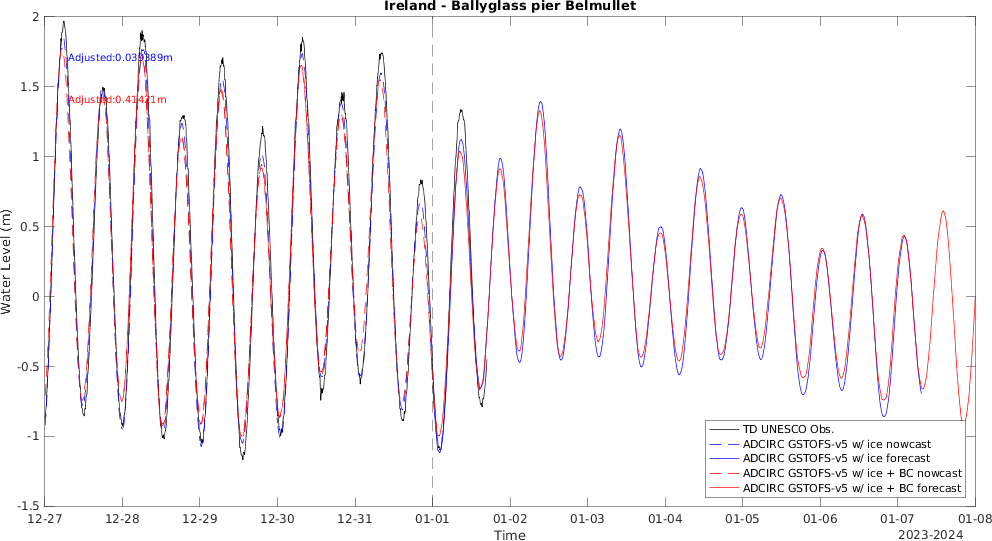 Ireland - Ballyglass pier Belmullet
2
1.5
1
0.5
0
-0.5
-1
-1.5
Water Level (m)
Adjusted:0.039389m
Adjusted:0.41421m
TD UNESCO Obs.
ADCIRC GSTOFS-v5 w/ ice nowcast
ADCIRC GSTOFS-v5 w/ ice forecast
ADCIRC GSTOFS-v5 w/ ice + BC nowcast
ADCIRC GSTOFS-v5 w/ ice + BC forecast
12-27 12-28 12-29 12-30 12-31 01-01 01-02 01-03 01-04 01-05 01-06 01-07 01-08
Time
2023-2024